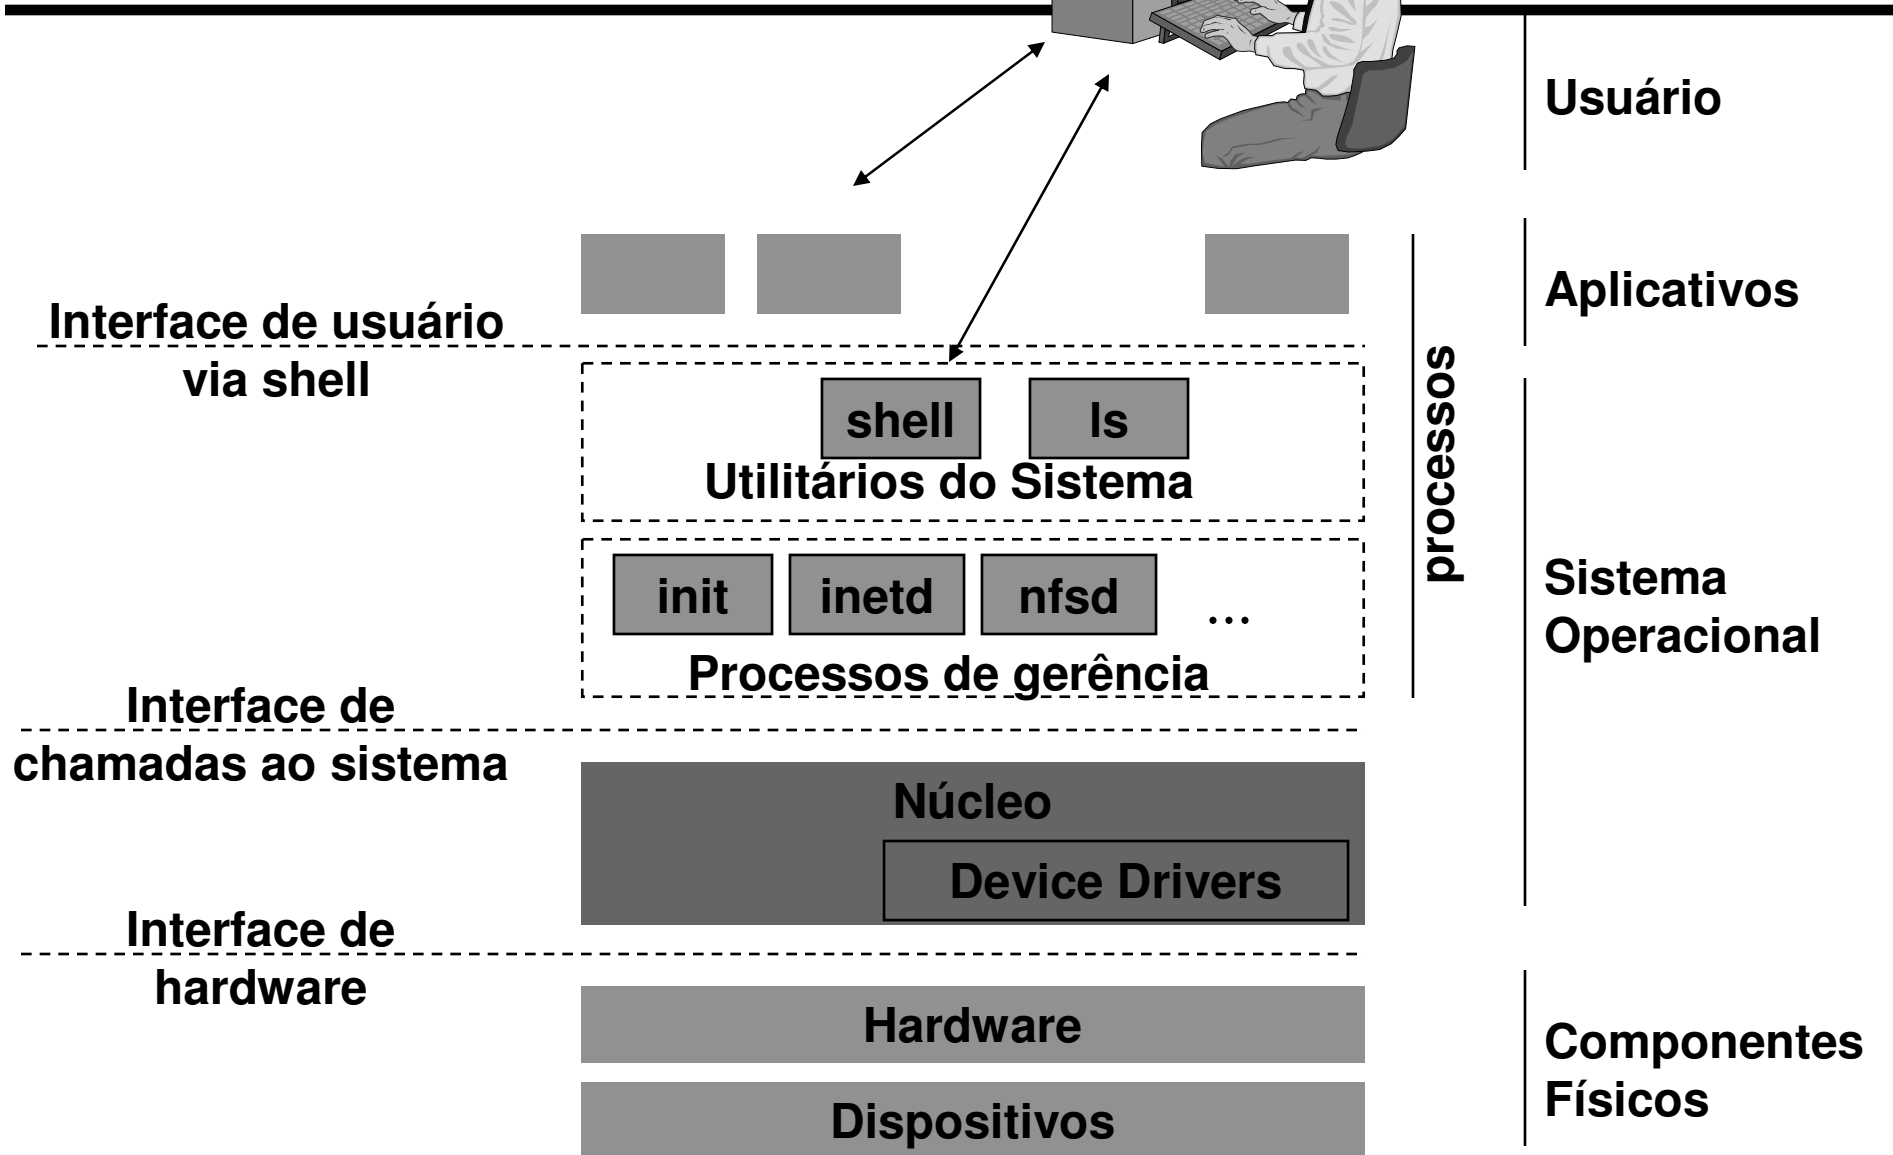 Usuário
Aplicativos
Interface de usuário
via shell
processos
shell
ls
Utilitários do Sistema
init
inetd
nfsd
...
Processos de gerência
Sistema
Operacional
Interface de
chamadas ao sistema
Núcleo
Device Drivers
Interface de
hardware
Hardware
Componentes
Físicos
Dispositivos